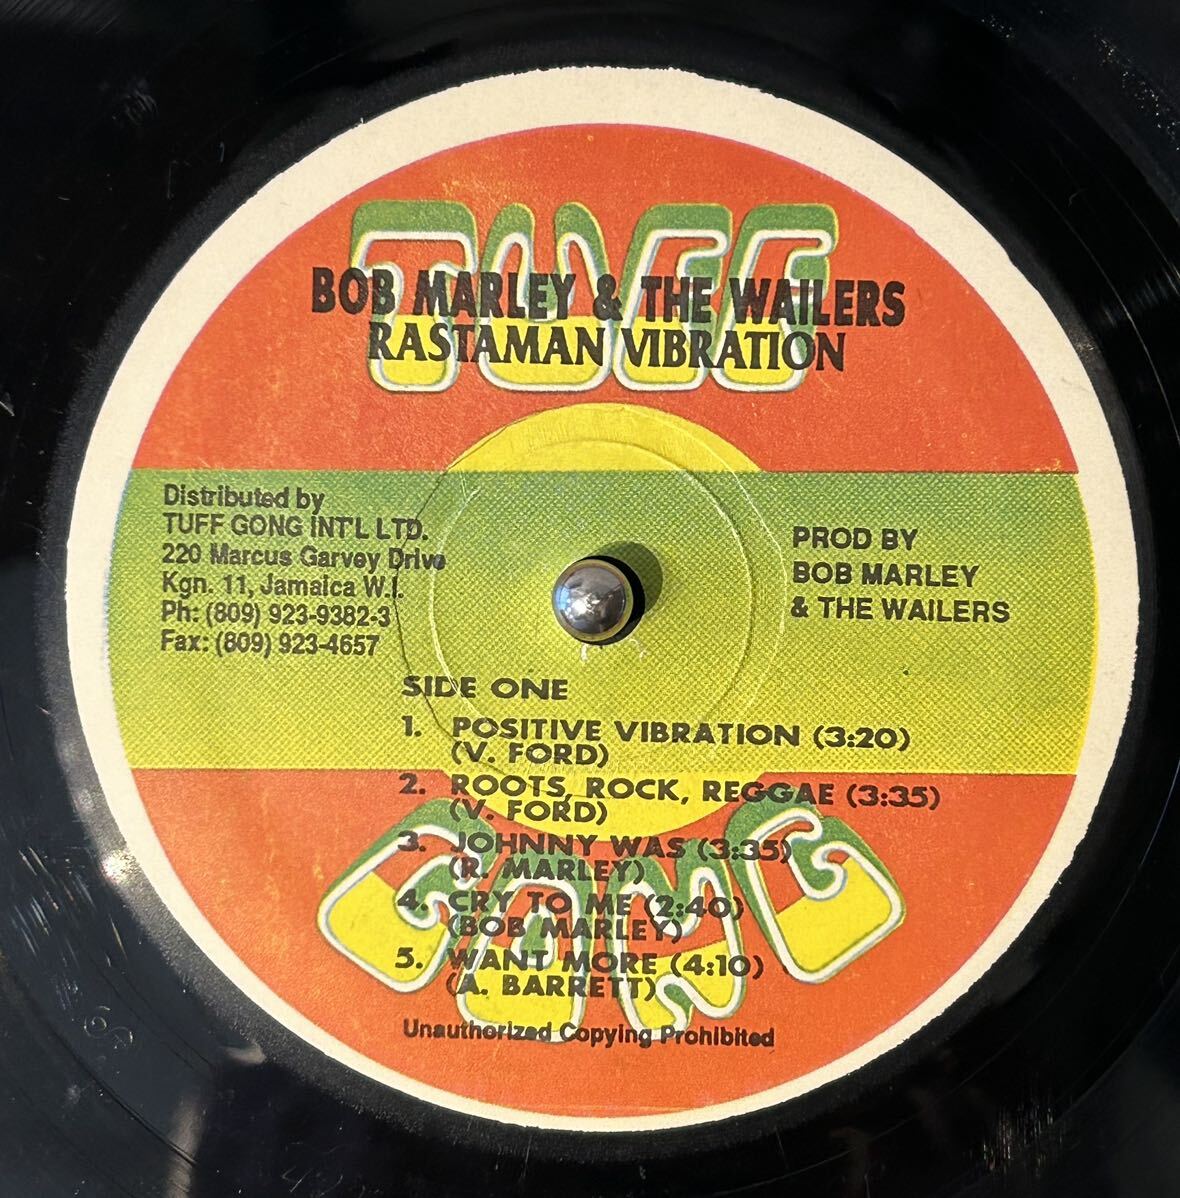 TUFF
BOB MARLEY & THE WAILERS
RASTAMAN VIBRATION
Distributed by
TUFF GONG INT'L LTD.
220 Marcus Garvey Drive
Kgn. 11, Jamaica W.I.
Ph: (809) 923-9382-3
Fax: (809) 923-4657
PROD BY
BOB MARLEY
& THE WAILERS
SIDE ONE
1. POSITIVE VIBRATION (3:20)
(V. FORD)
2. ROOTS, ROCK, REGGAE (3:35)
(V. FORD)
3. JOHNNY WAS (3:35)
(R. MARLEY)
4. CRY TO ME (2:40)
(BOB MARLEY)
5. WANT MORE (4:10)
(A. BARRETT)
GONG
Unauthorized Copying Prohibited